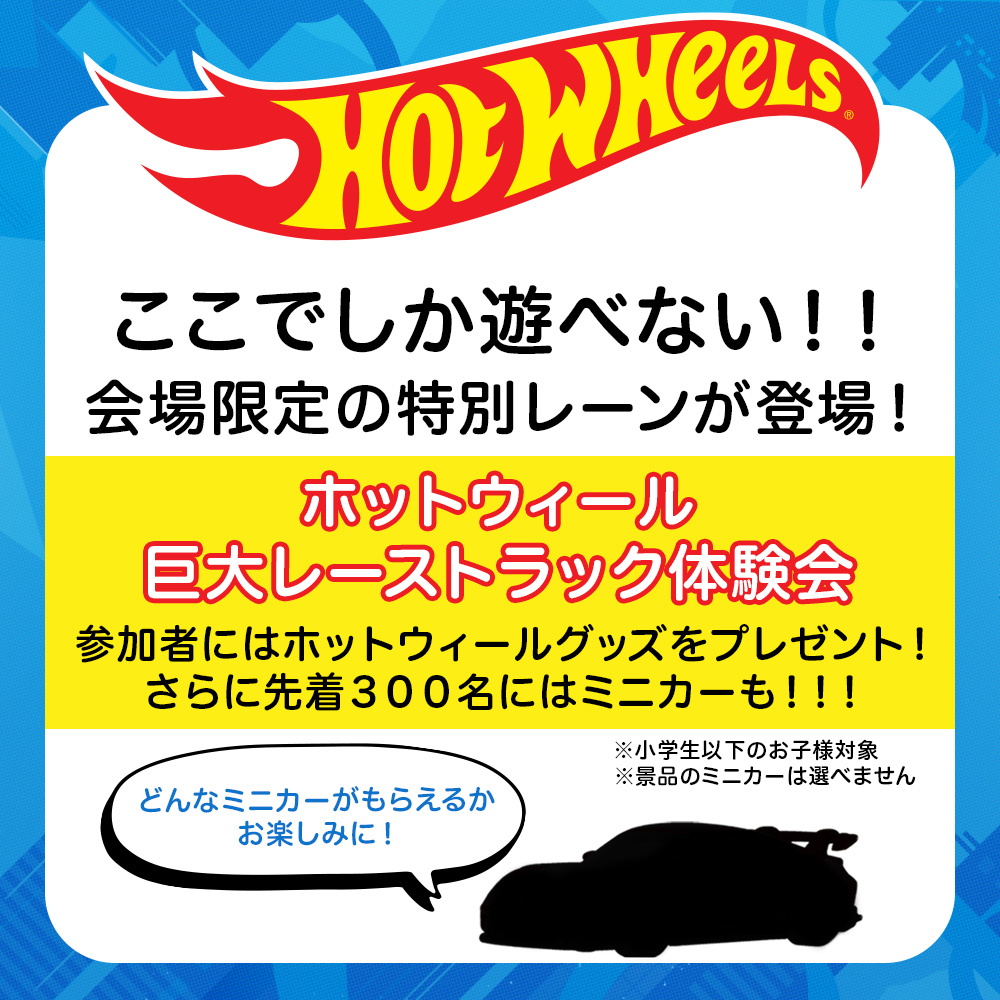 HOT WHEELS®
ここでしか遊べない！！
会場限定の特別レーンが登場！
ホットウィール
巨大レーストラック体験会
参加者にはホットウィールグッズをプレゼント！
さらに先着３００名にはミニカーも！！！
※小学生以下のお子様対象
※景品のミニカーは選べません
どんなミニカーがもらえるか
お楽しみに！